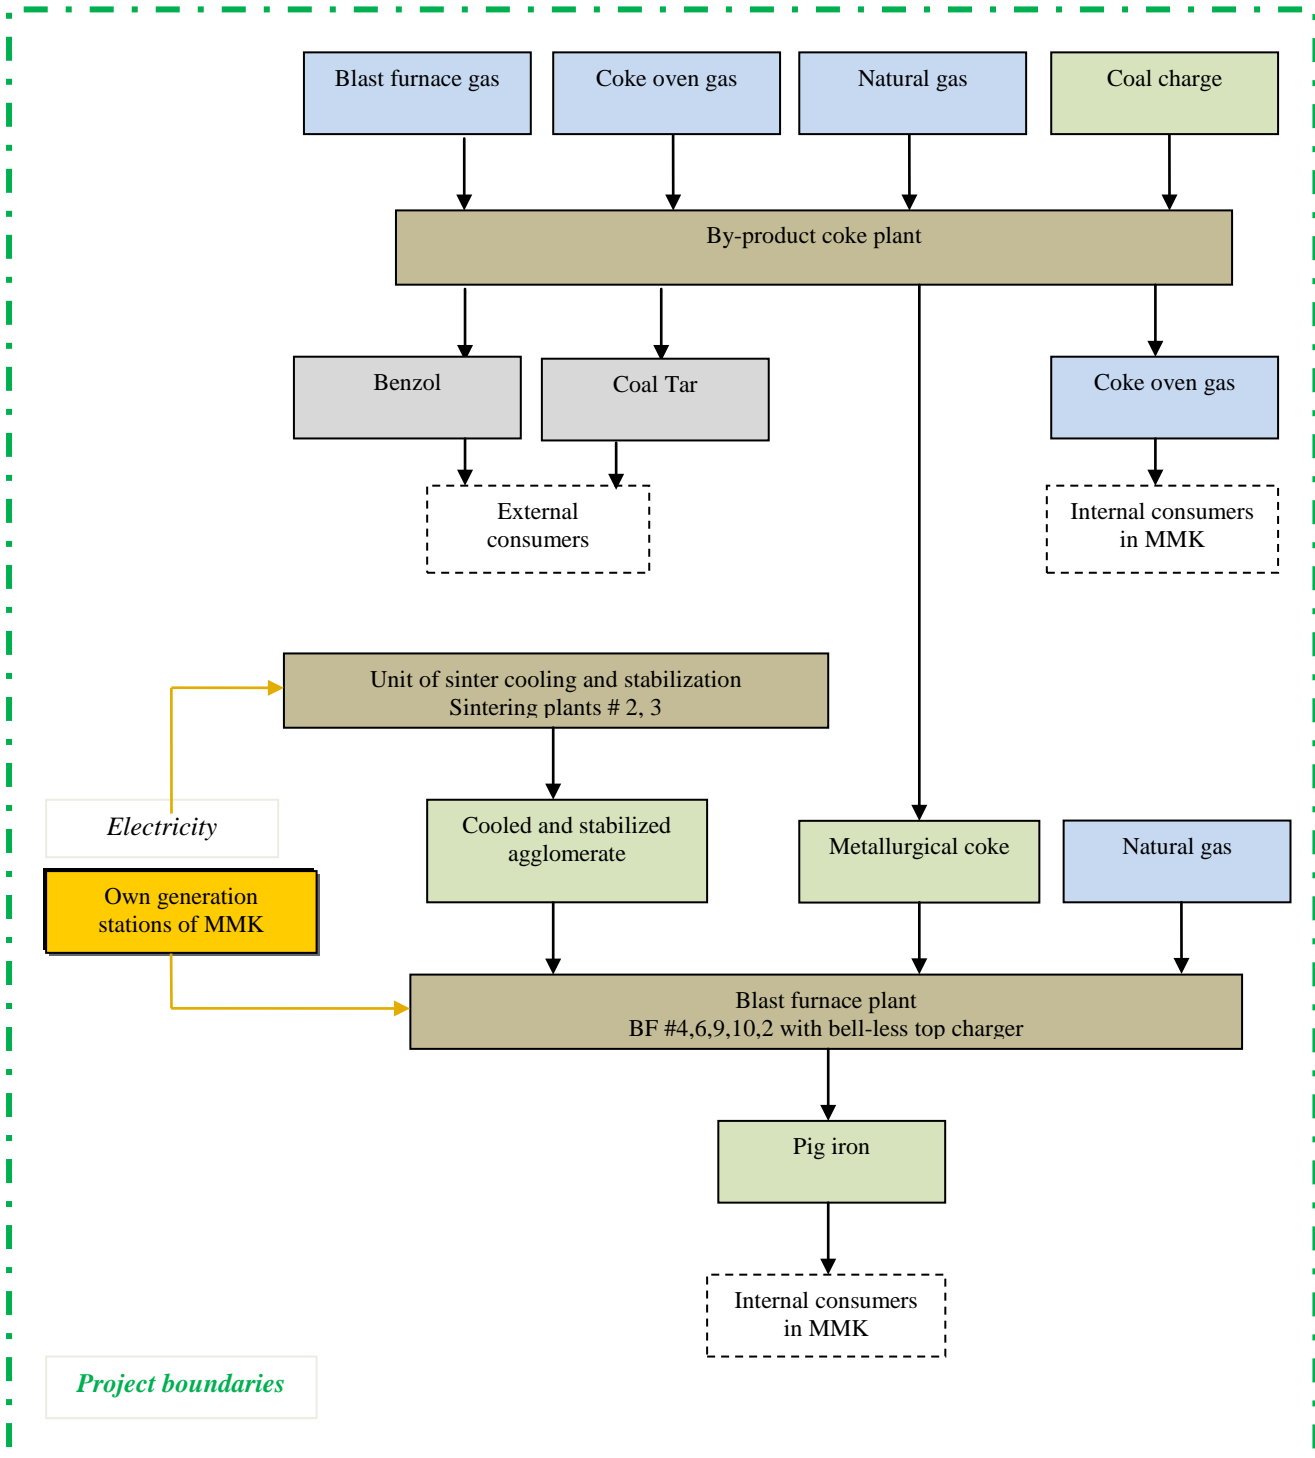 Blast furnace gas
Coke oven gas
Natural gas
Coal charge
By-product coke plant
Benzol
Coal Tar
Coke oven gas
External
consumers
Internal consumers
in MMK
Unit of sinter cooling and stabilization
Sintering plants # 2, 3
Electricity
Cooled and stabilized
agglomerate
Metallurgical coke
Natural gas
Own generation
stations of MMK
Blast furnace plant
BF #4,6,9,10,2 with bell-less top charger
Pig iron
Internal consumers
in MMK
Project boundaries